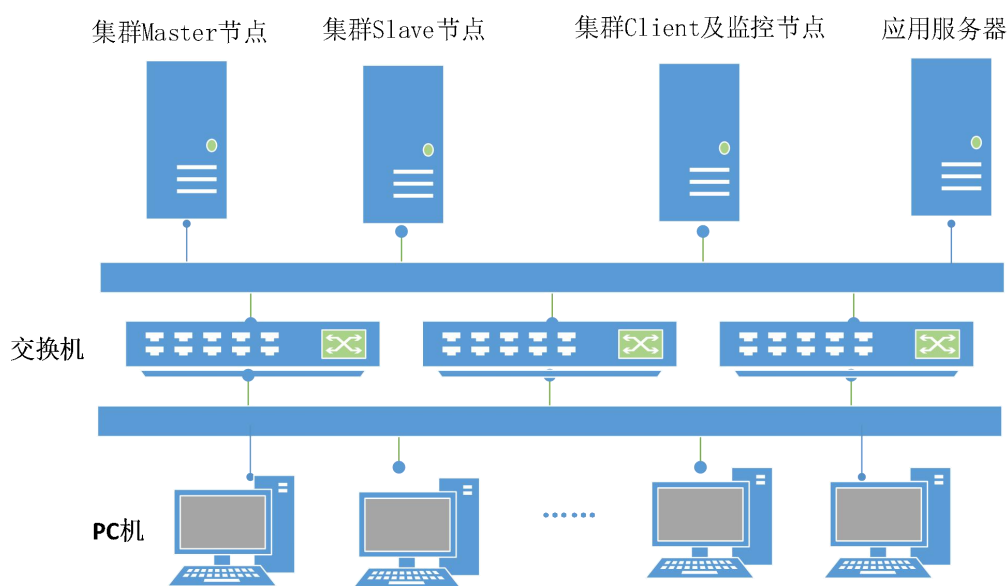 集群Master节点
集群Slave节点
集群Client及监控节点
应用服务器
交换机
......
PC机